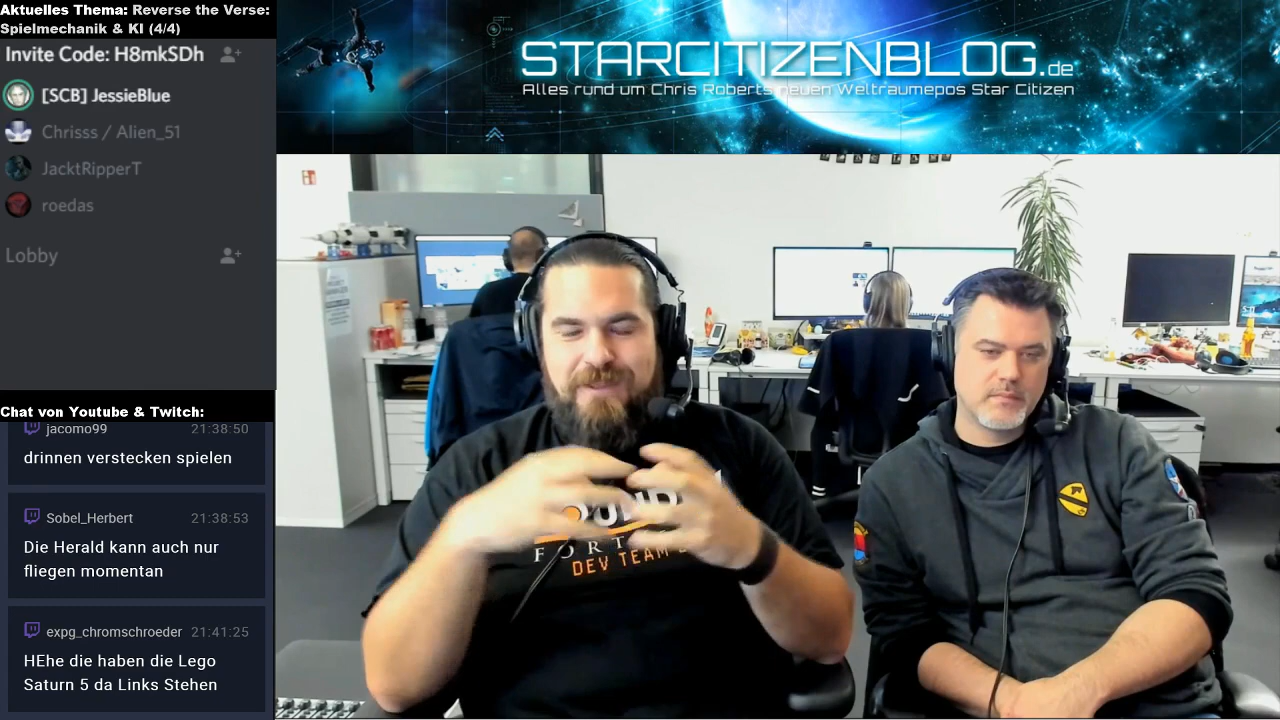 Aktuelles Thema: Reverse the Verse:
Spielmechanik & KI (4/4)
Invite Code: H8mkSDh
[SCB] JessieBlue
Chrisss / Alien_51
JacktRipperT
roedas
Lobby
STARCITIZENBLOG.de
Alles rund um Chris Roberts neuen Weltraumepos Star Citizen
Chat von Youtube & Twitch:
jacomo99 21:38:50
drinnen verstecken spielen
Sobel_Herbert 21:38:53
Die Herald kann auch nur
fliegen momentan
expg_chromschroeder 21:41:25
HEhe die haben die Lego
Saturn 5 da Links Stehen
DEV TEAM